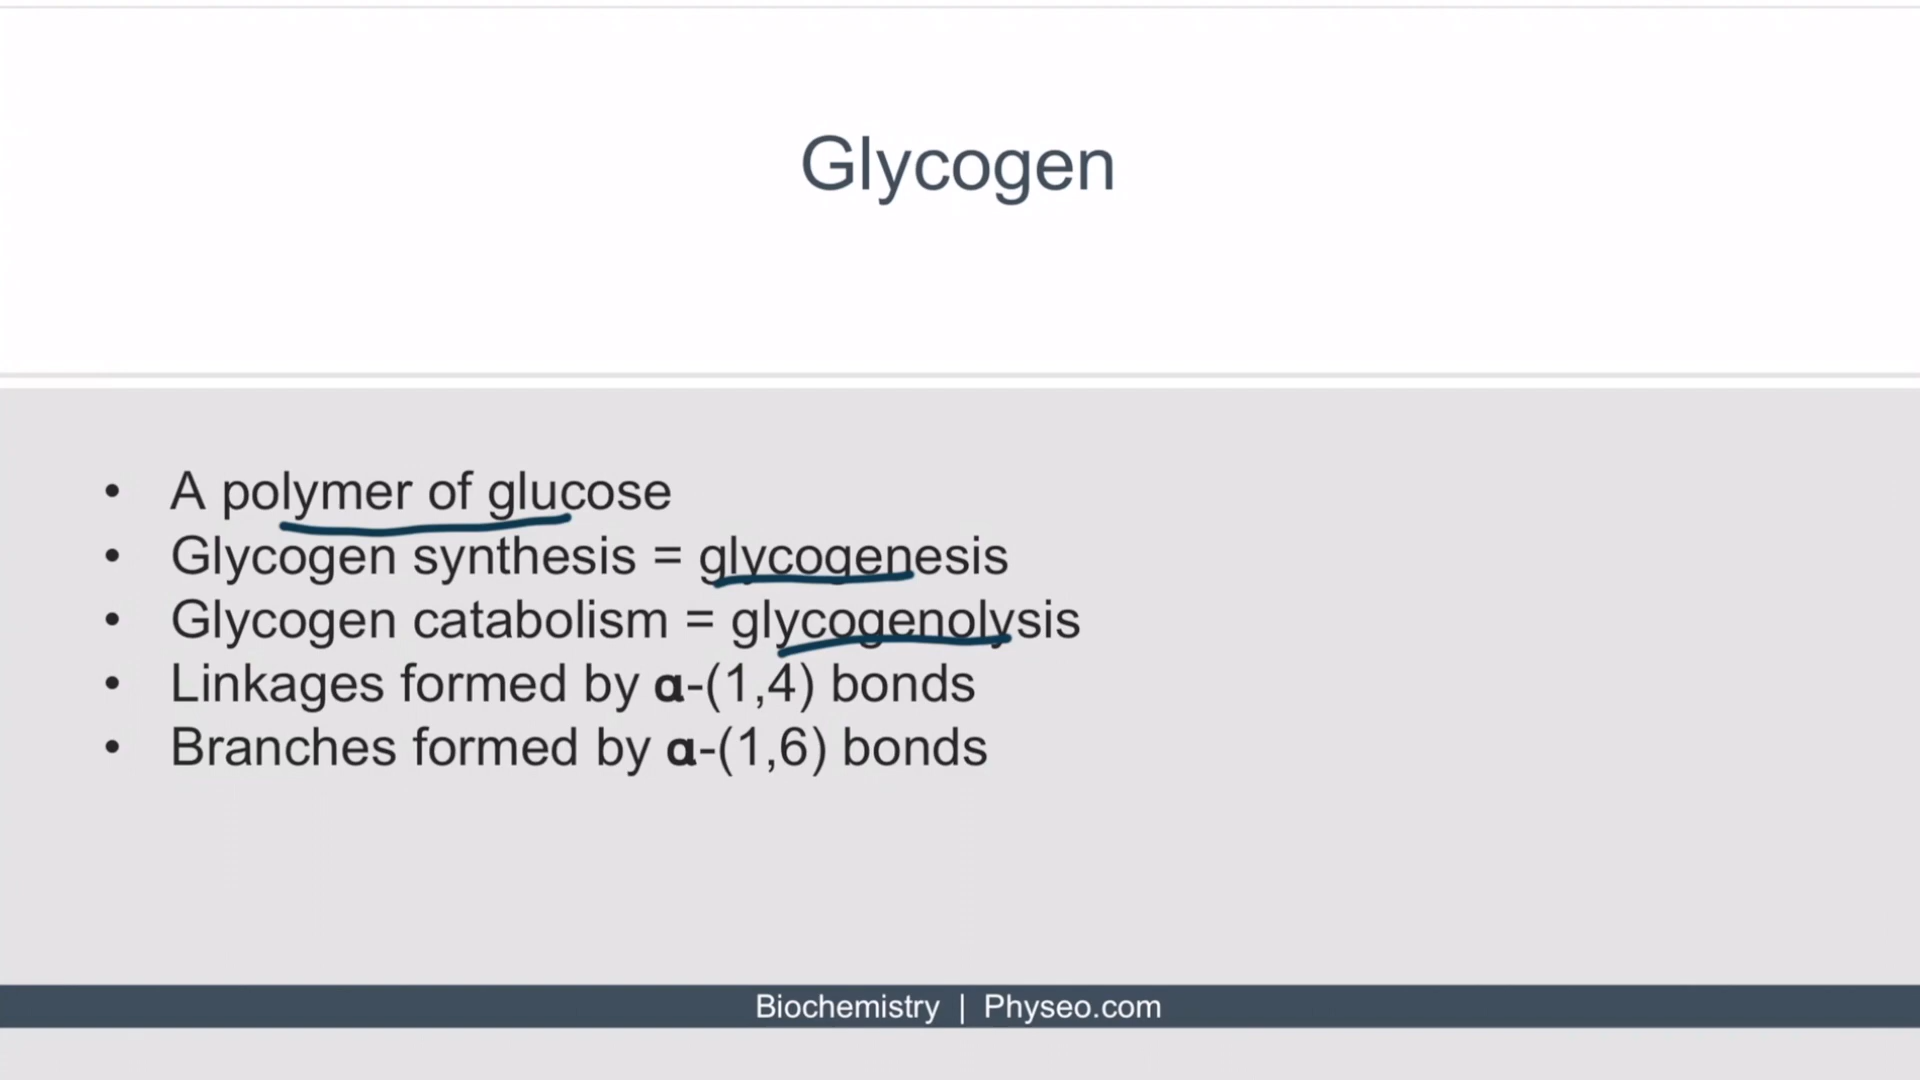 Glycogen
• A polymer of glucose
• Glycogen synthesis = glycogenesis
• Glycogen catabolism = glycogenolysis
• Linkages formed by α-(1,4) bonds
• Branches formed by α-(1,6) bonds
Biochemistry | Physeo.com